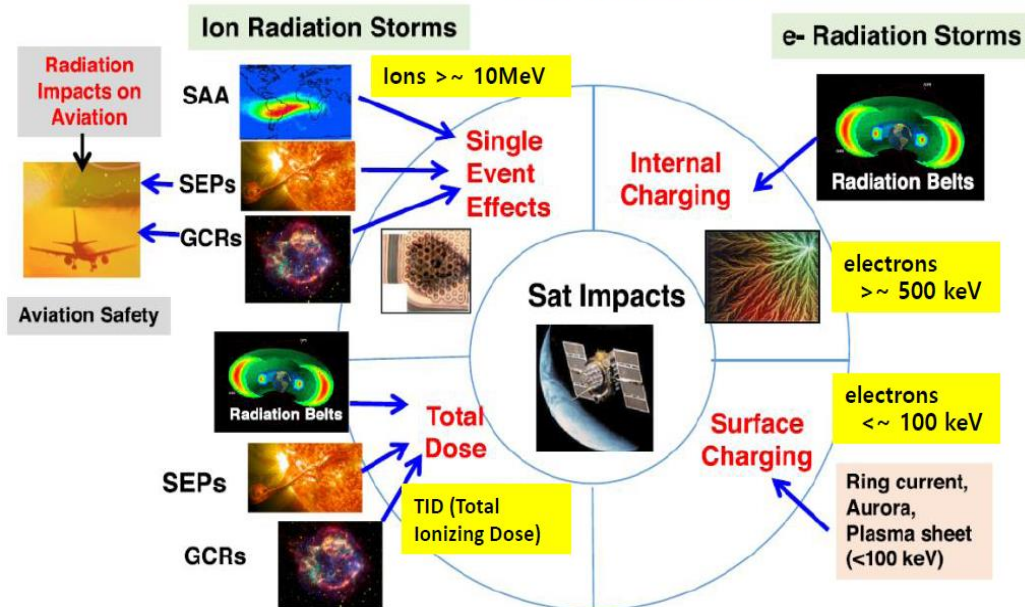 Ion Radiation Storms
e- Radiation Storms
Radiation
Impacts on
Aviation
SAA
SEPs
GCRs
Aviation Safety
Ions >~ 10MeV
Single
Event
Effects
Internal
Charging
Radiation Belts
electrons
>~ 500 keV
Sat Impacts
Radiation Belts
Total
Dose
SEPs
GCRs
TID (Total
Ionizing Dose)
Surface
Charging
electrons
<~ 100 keV
Ring current,
Aurora,
Plasma sheet
(<100 keV)